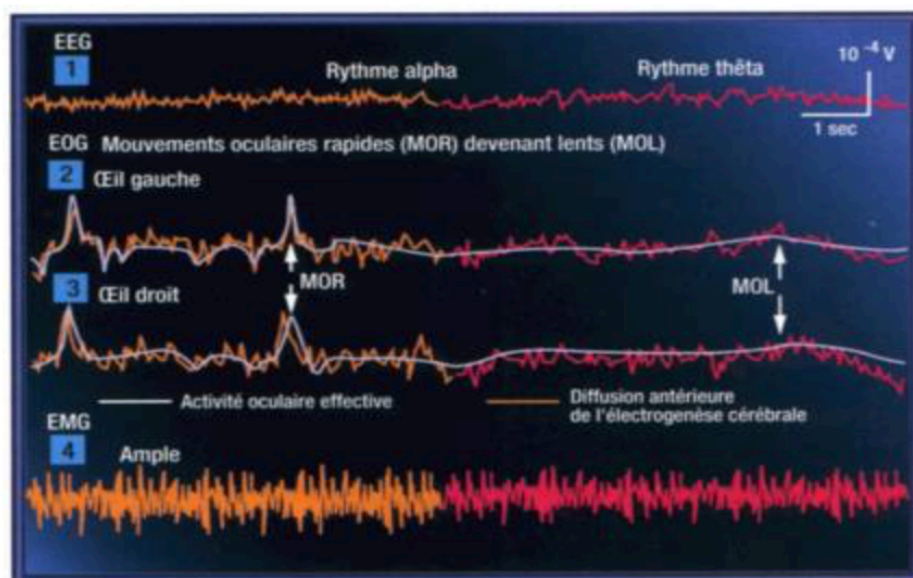 EEG
1
Rythme alpha
Rythme thêta
10⁻⁴ V
1 sec
EOG Mouvements oculaires rapides (MOR) devenant lents (MOL)
2 Œil gauche
MOR
MOL
3 Œil droit
Activité oculaire effective
Diffusion antérieure
de l'électrogenèse cérébrale
EMG
4 Ample